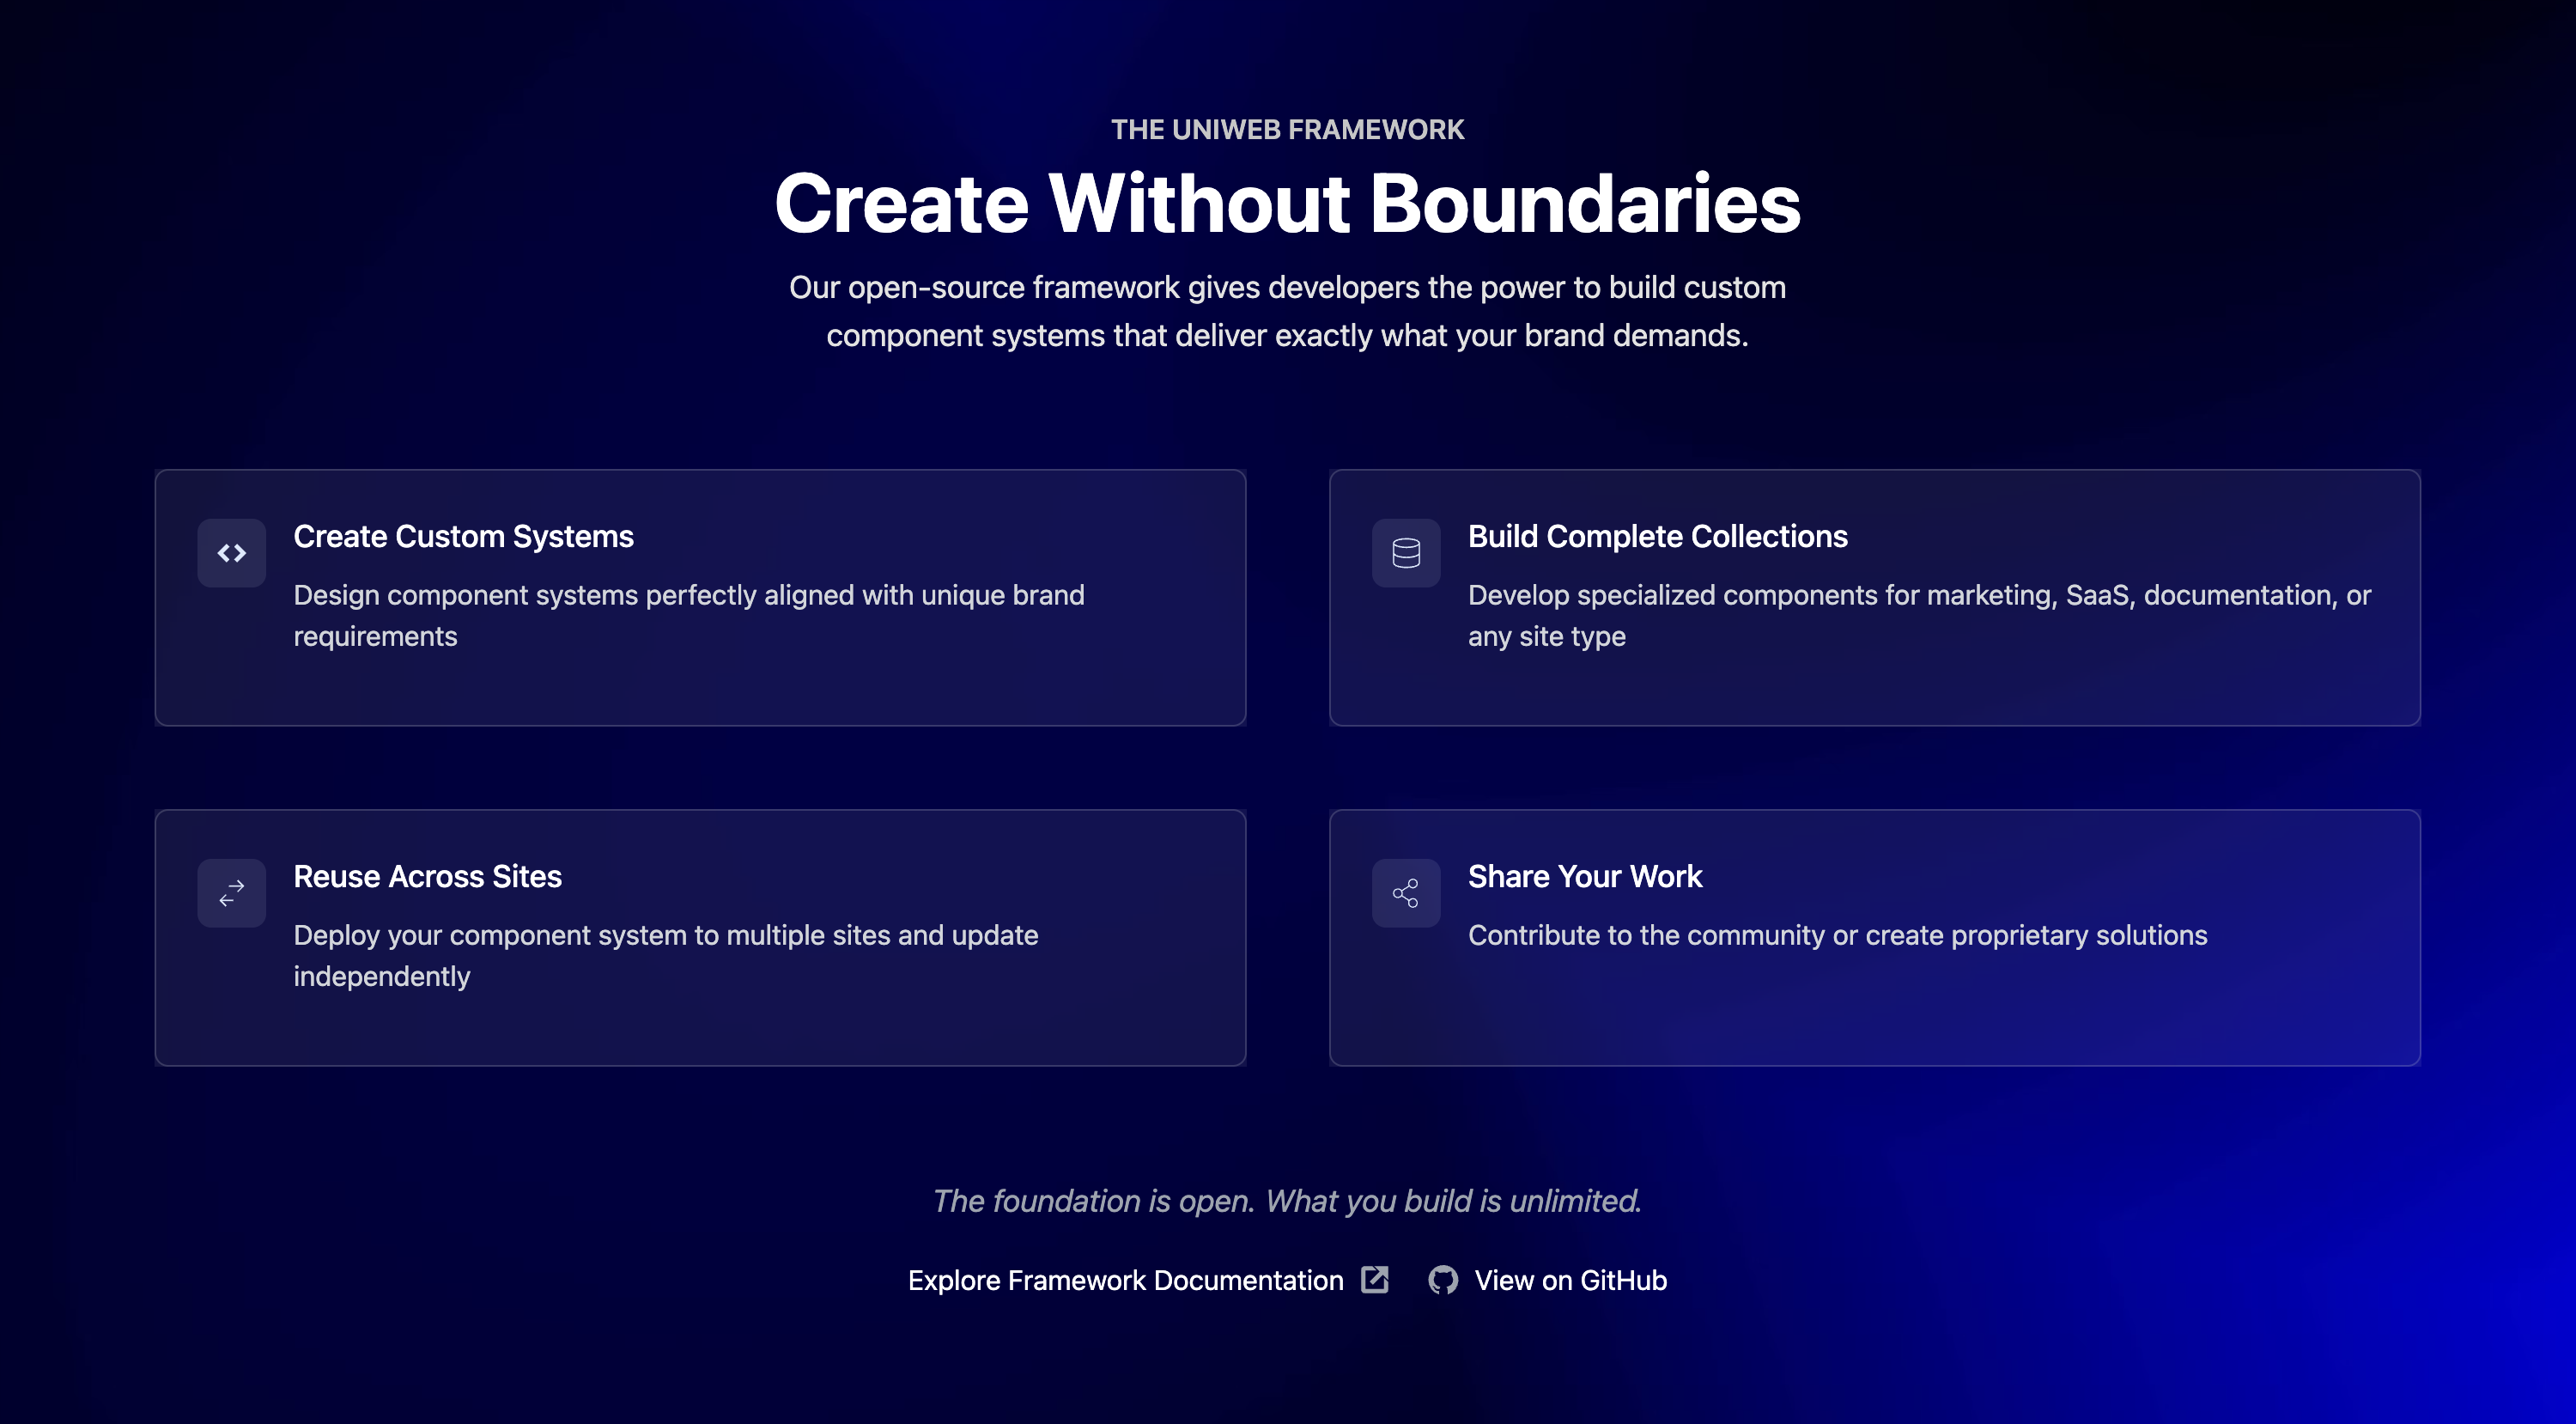 THE UNIWEB FRAMEWORK
Create Without Boundaries
Our open-source framework gives developers the power to build custom
component systems that deliver exactly what your brand demands.
Create Custom Systems
Design component systems perfectly aligned with unique brand
requirements
Build Complete Collections
Develop specialized components for marketing, SaaS, documentation, or
any site type
Reuse Across Sites
Deploy your component system to multiple sites and update
independently
Share Your Work
Contribute to the community or create proprietary solutions
The foundation is open. What you build is unlimited.
Explore Framework Documentation
View on GitHub